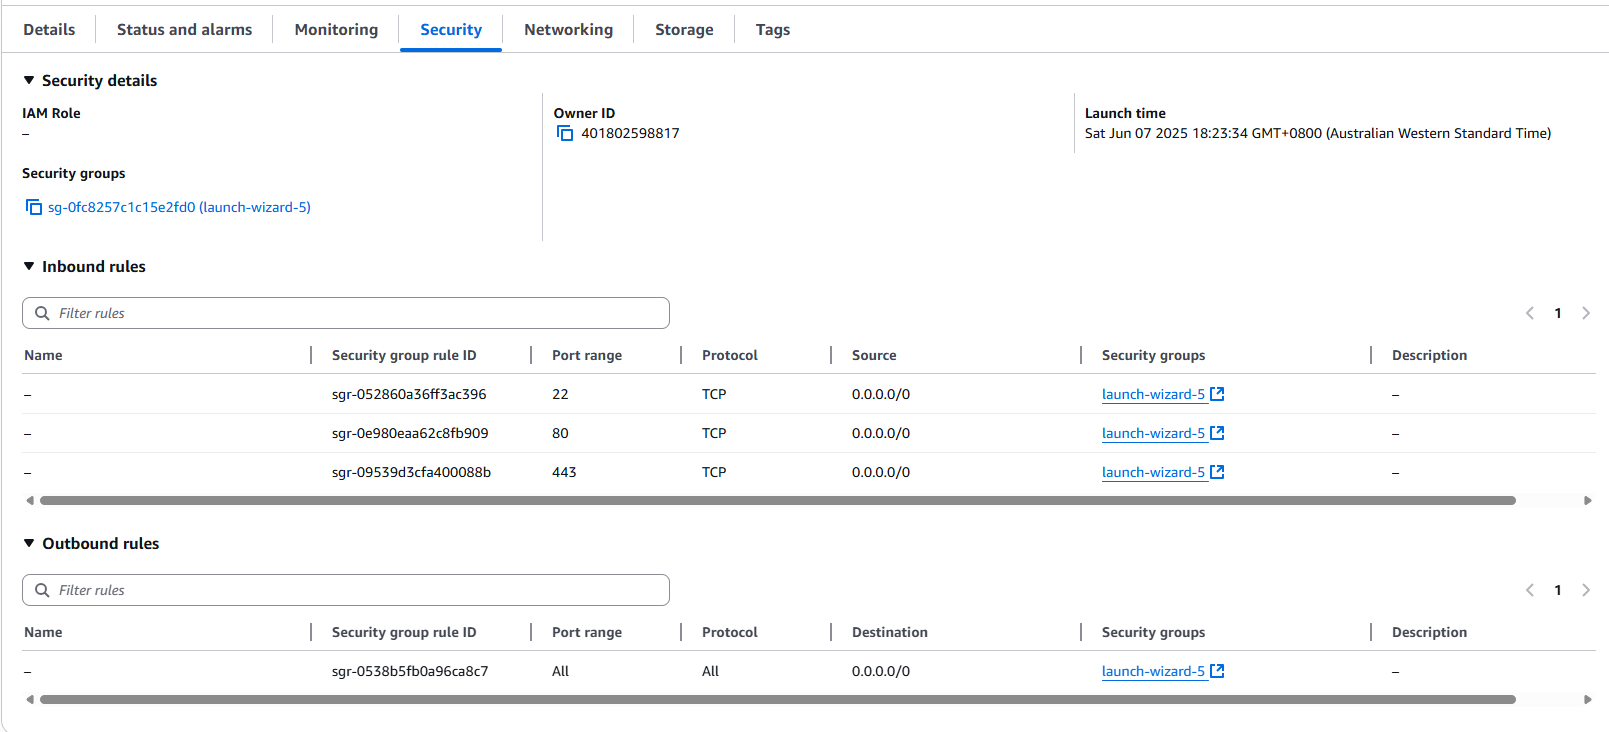 Details Status and alarms Monitoring Security Networking Storage Tags
Security details
IAM Role Owner ID Launch time
– 401802598817 Sat Jun 07 2025 18:23:34 GMT+0800 (Australian Western Standard Time)
Security groups
sg-0fc8257c1c15e2fd0 (launch-wizard-5)
Inbound rules
Filter rules 1
Name Security group rule ID Port range Protocol Source Security groups Description
– sgr-052860a36ff3ac396 22 TCP 0.0.0.0/0 launch-wizard-5 –
– sgr-0e980eaa62c8fb909 80 TCP 0.0.0.0/0 launch-wizard-5 –
– sgr-09539d3cfa400088b 443 TCP 0.0.0.0/0 launch-wizard-5 –
Outbound rules
Filter rules 1
Name Security group rule ID Port range Protocol Destination Security groups Description
– sgr-0538b5fb0a96ca8c7 All All 0.0.0.0/0 launch-wizard-5 –